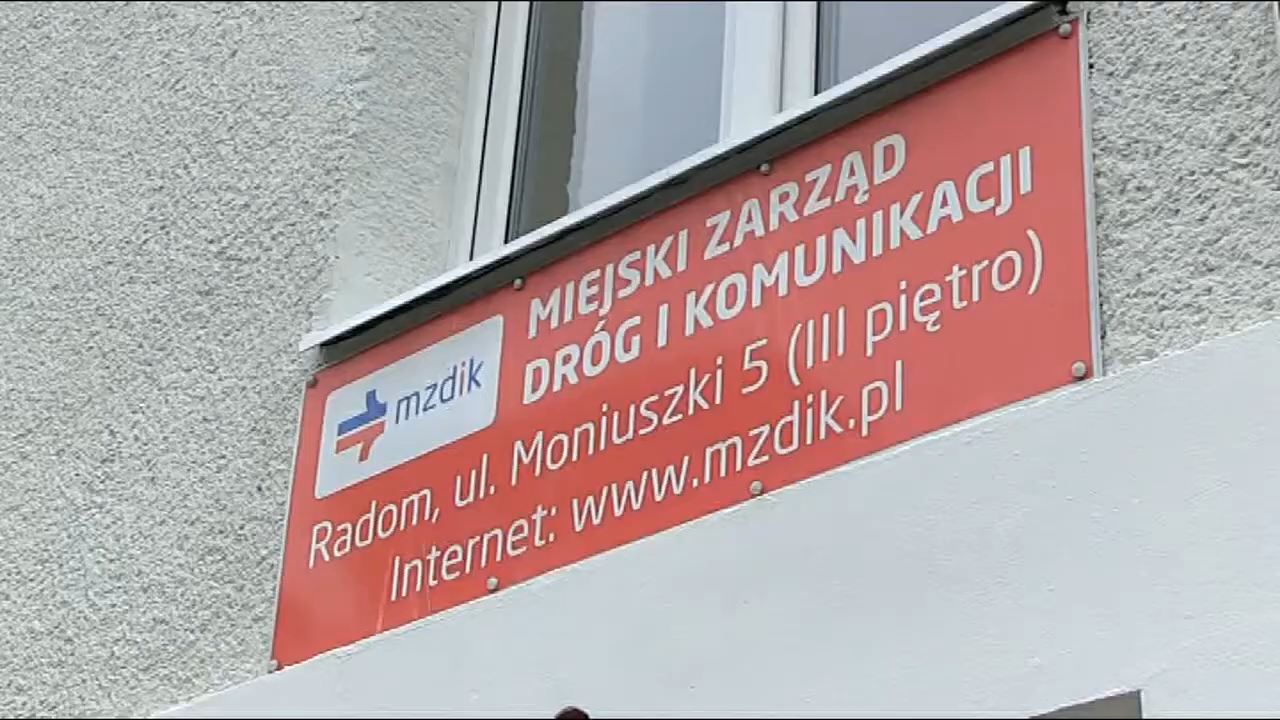 mzdik
MIEJSKI ZARZĄD
DRÓG I KOMUNIKACJI
Radom, ul. Moniuszki 5 (III piętro)
Internet: www.mzdik.pl